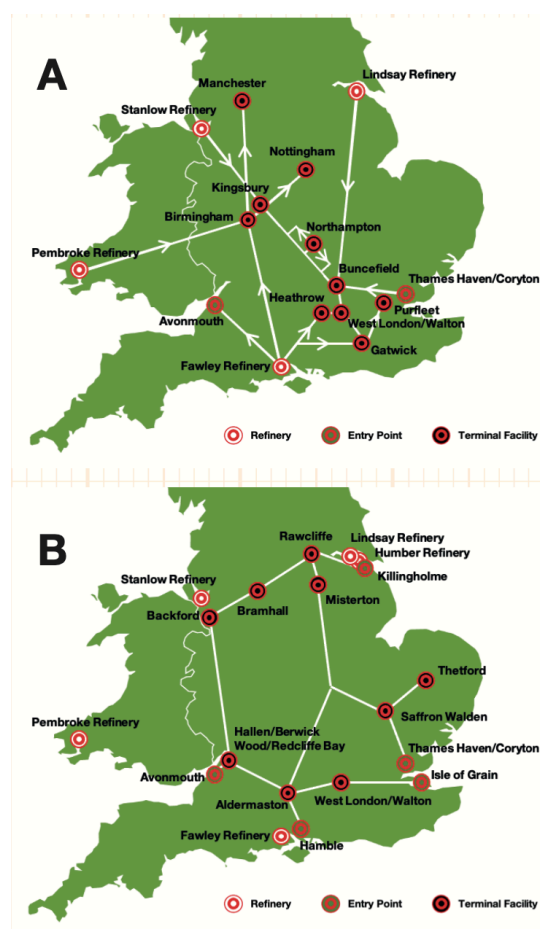 A
Manchester
Lindsay Refinery
Stanlow Refinery
Nottingham
Kingsbury
Birmingham
Northampton
Pembroke Refinery
Buncefield
Thames Haven/Coryton
Heathrow
Purfleet
Avonmouth
West London/Walton
Gatwick
Fawley Refinery
Refinery
Entry Point
Terminal Facility
B
Rawcliffe
Lindsay Refinery
Humber Refinery
Killingholme
Stanlow Refinery
Misterton
Bramhall
Backford
Thetford
Saffron Walden
Pembroke Refinery
Hallen/Berwick
Wood/Redcliffe Bay
Thames Haven/Coryton
Avonmouth
Isle of Grain
Aldermaston
West London/Walton
Fawley Refinery
Hamble
Refinery
Entry Point
Terminal Facility